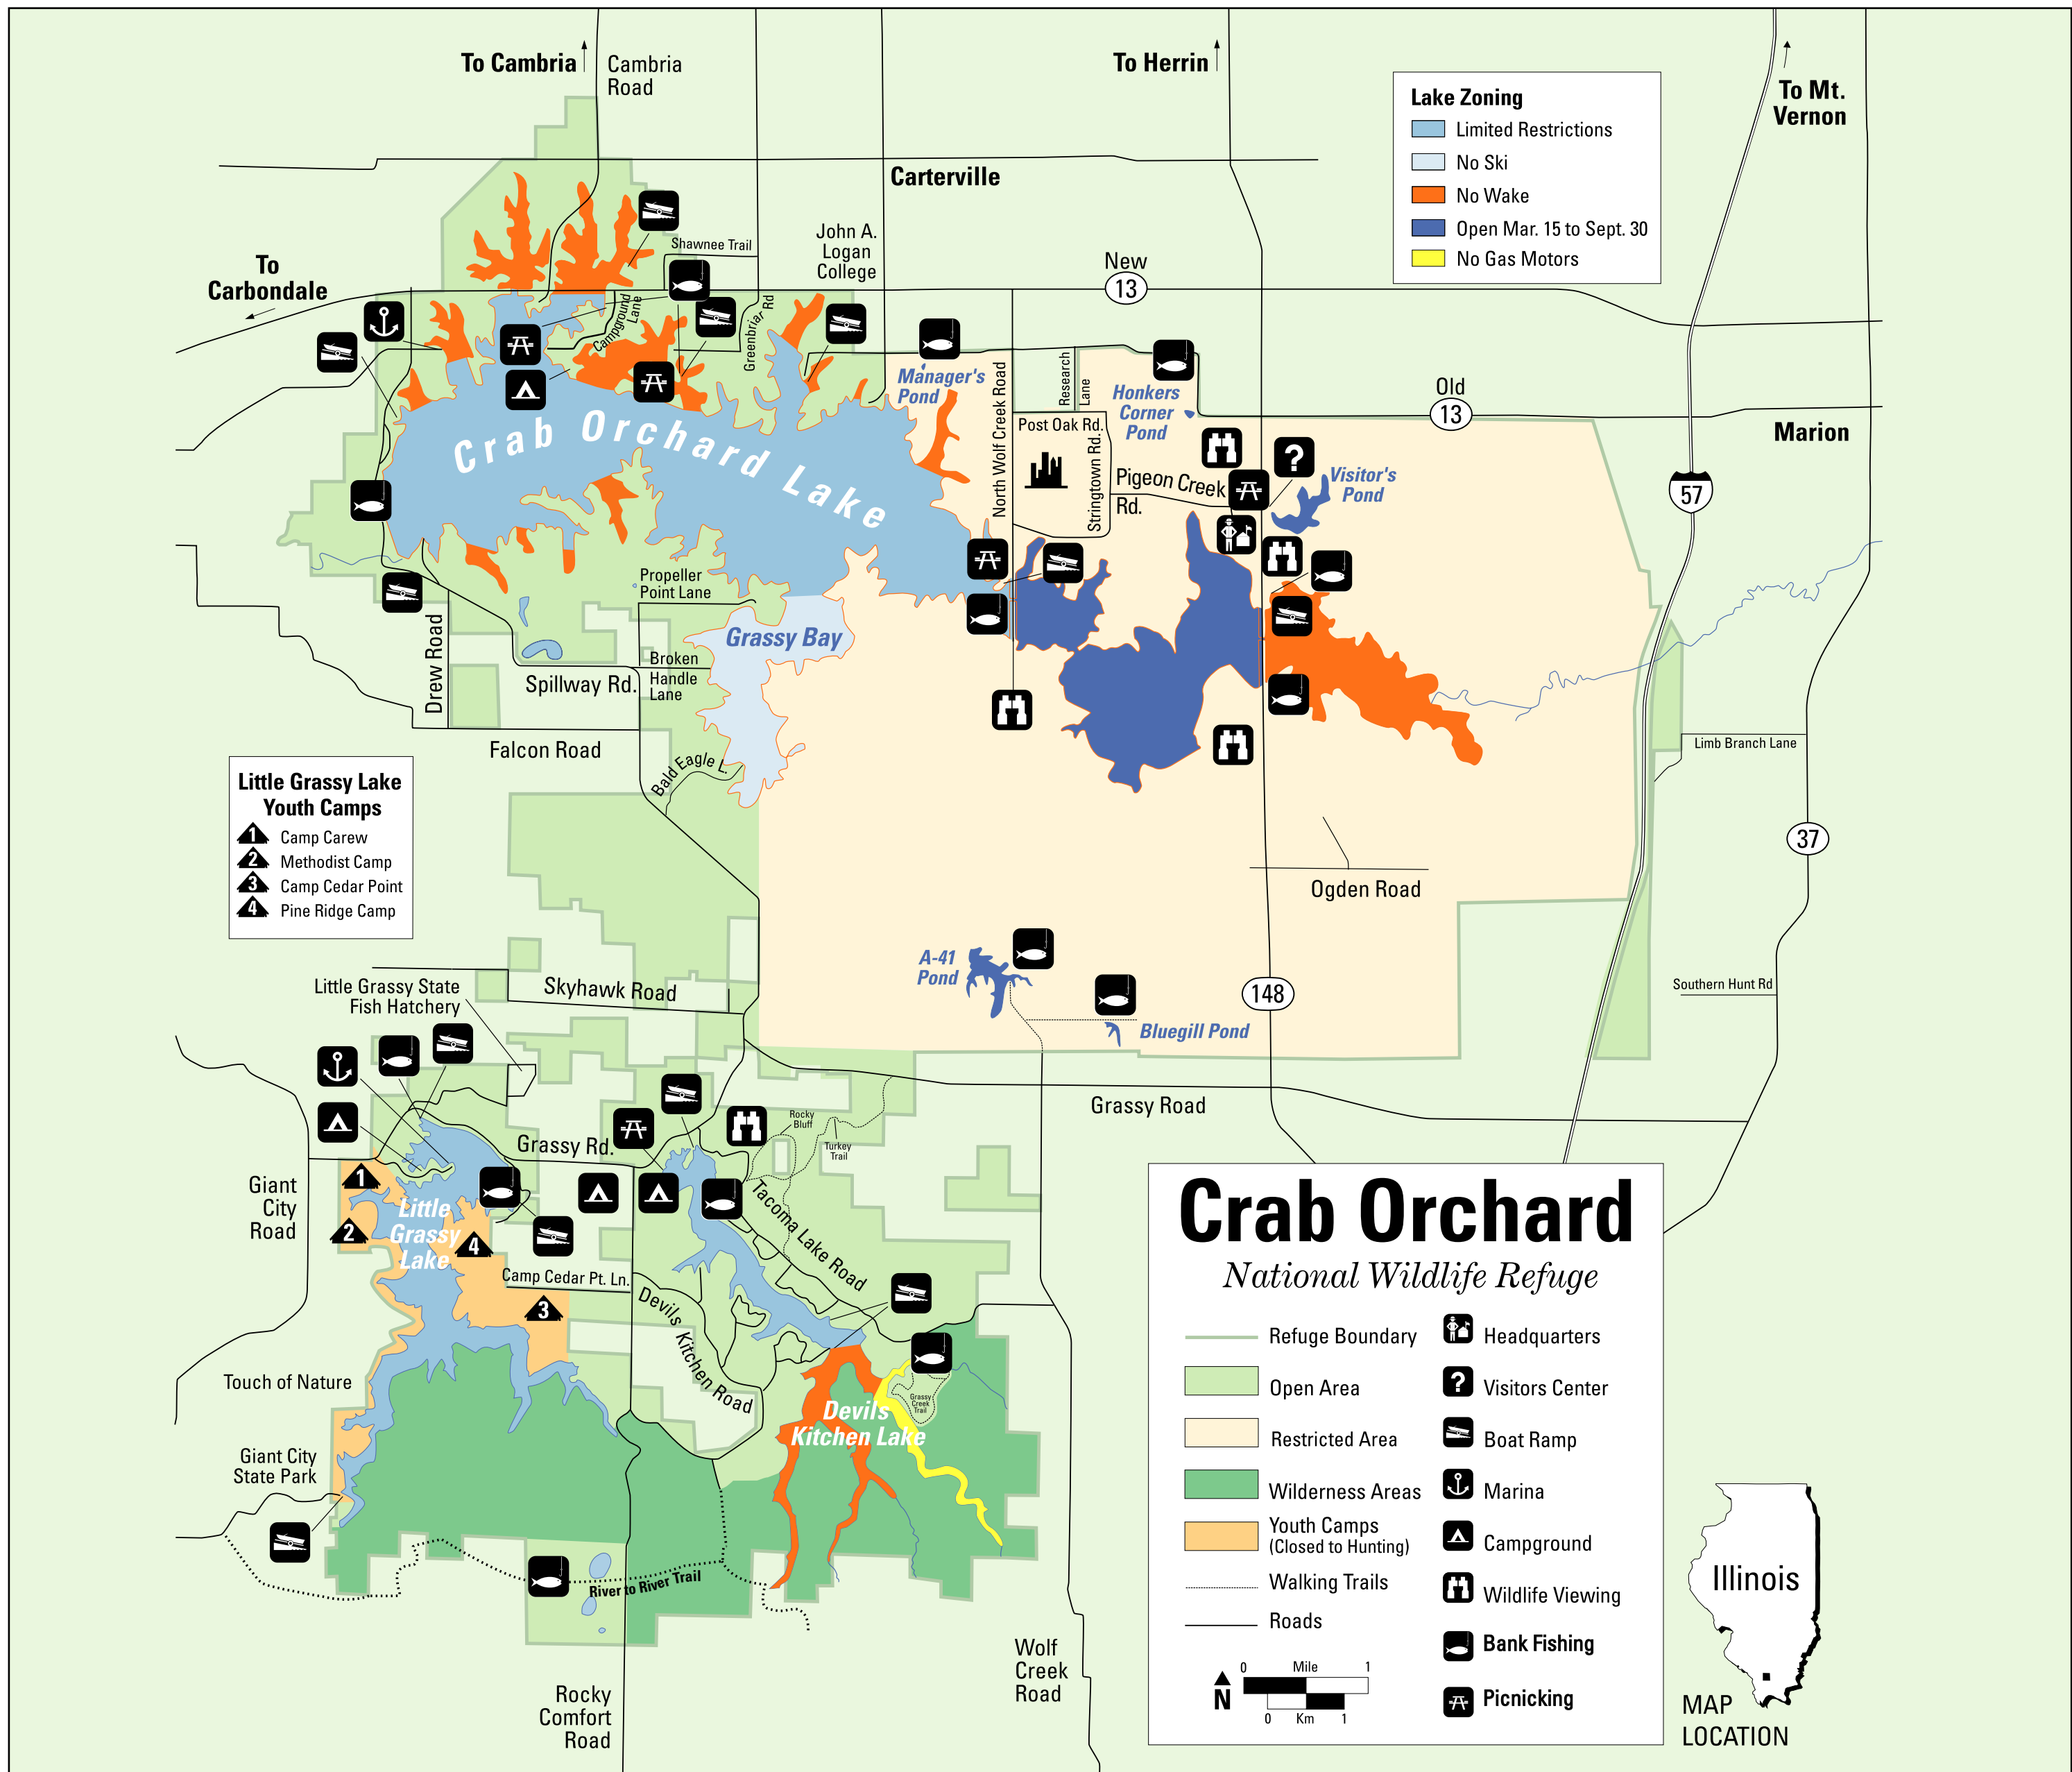 To Cambria
Cambria
Road
To Herrin
To Mt.
Vernon
Lake Zoning
Limited Restrictions
No Ski
No Wake
Open Mar. 15 to Sept. 30
No Gas Motors
Carterville
John A.
Logan
College
Shawnee Trail
To
Carbondale
New
13
Campground
Lane
Greenbriar Rd
Manager's
Pond
North Wolf Creek Road
Research
Lane
Honkers
Corner
Pond
Old
13
Marion
Post Oak Rd.
Stringtown Rd.
Pigeon Creek
Rd.
?
Visitor's
Pond
57
Crab Orchard Lake
Propeller
Point Lane
Grassy Bay
Drew Road
Broken
Handle
Lane
Spillway Rd.
Falcon Road
Bald Eagle L.
Limb Branch Lane
37
Little Grassy Lake
Youth Camps
1 Camp Carew
2 Methodist Camp
3 Camp Cedar Point
4 Pine Ridge Camp
Ogden Road
A-41
Pond
Bluegill Pond
148
Southern Hunt Rd
Little Grassy State
Fish Hatchery
Skyhawk Road
Grassy Road
Rocky
Bluff
Turkey
Trail
Grassy Rd.
Giant
City
Road
1
2
Little
Grassy
Lake
4
3
Camp Cedar Pt. Ln.
Tacoma Lake Road
Devils Kitchen Road
Touch of Nature
Grassy
Creek
Trail
Devils
Kitchen Lake
Giant City
State Park
River to River Trail
Rocky
Comfort
Road
Wolf
Creek
Road
Crab Orchard
National Wildlife Refuge
Refuge Boundary
Open Area
Restricted Area
Wilderness Areas
Youth Camps
(Closed to Hunting)
Walking Trails
Roads
Headquarters
? Visitors Center
Boat Ramp
Marina
Campground
Wildlife Viewing
Bank Fishing
Picnicking
0 Mile 1
N
0 Km 1
Illinois
MAP
LOCATION